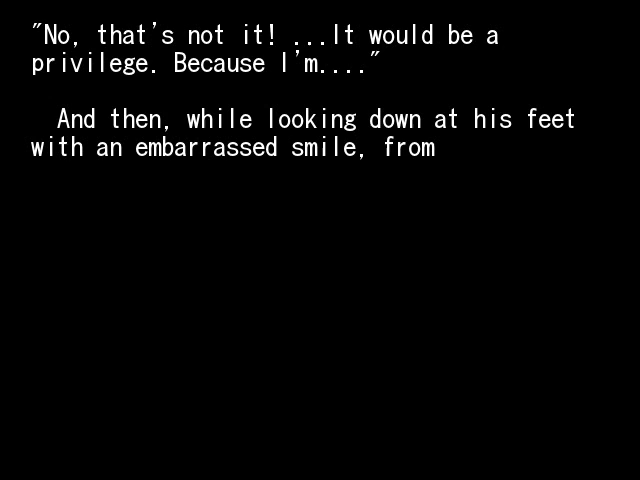 "No, that's not it! ...It would be a
privilege. Because I'm...."
And then, while looking down at his feet
with an embarrassed smile, from